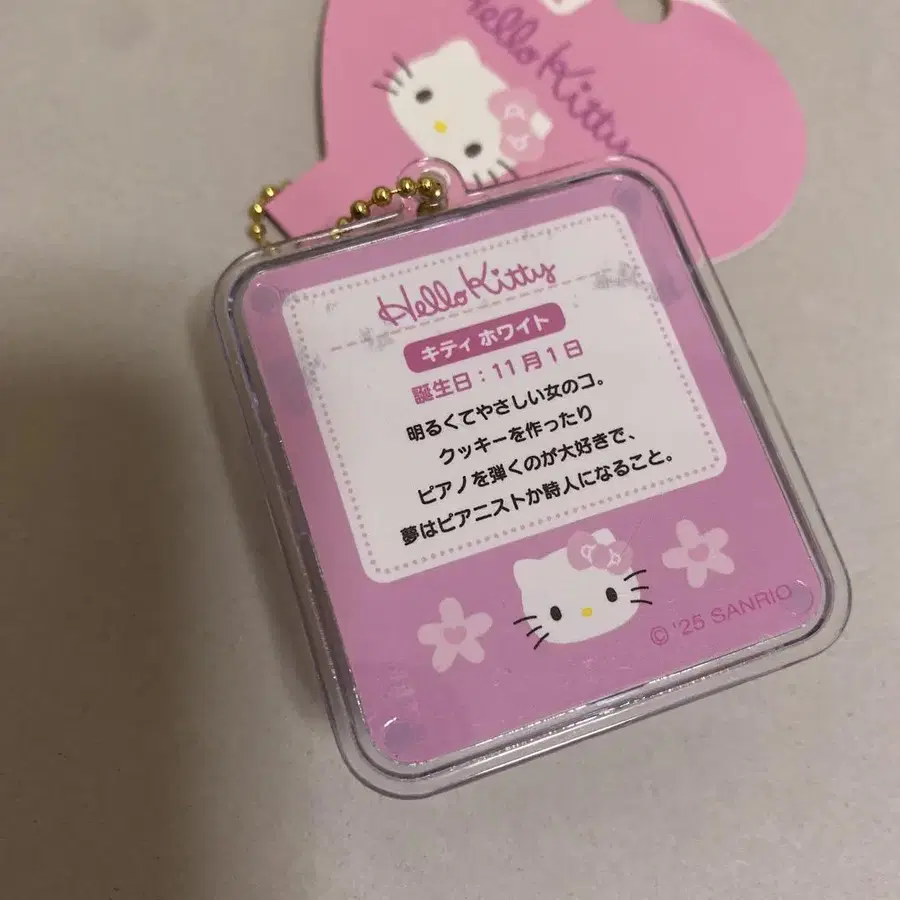 Hello Kitty
Hello Kitty
キティ ホワイト
誕生日：11月1日
明るくてやさしい女のコ。
クッキーを作ったり
ピアノを弾くのが大好きで、
夢はピアニストか詩人になること。
© '25 SANRIO